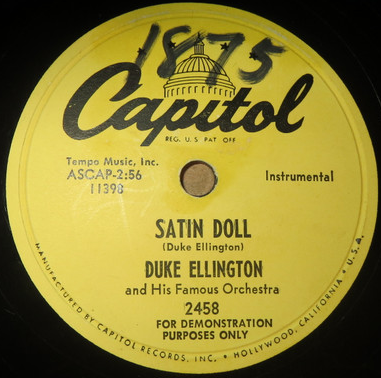 1875
Capitol
REG. U.S. PAT. OFF.
Tempo Music, Inc.
ASCAP-2:56
11398
Instrumental
SATIN DOLL
(Duke Ellington)
DUKE ELLINGTON
and His Famous Orchestra
2458
FOR DEMONSTRATION
PURPOSES ONLY
MANUFACTURED BY CAPITOL RECORDS, INC. • HOLLYWOOD, CALIFORNIA • U.S.A.